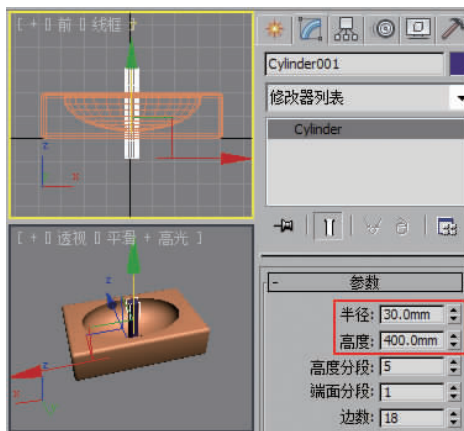 [ + [] 前 [] 线框 ]
Cylinder001
修改器列表
Cylinder
z
x
[ + [] 透视 [] 平滑 + 高光 ]
z
x
z
x
y
- 参数
半径: 30.0mm
高度: 400.0mm
高度分段: 5
端面分段: 1
边数: 18